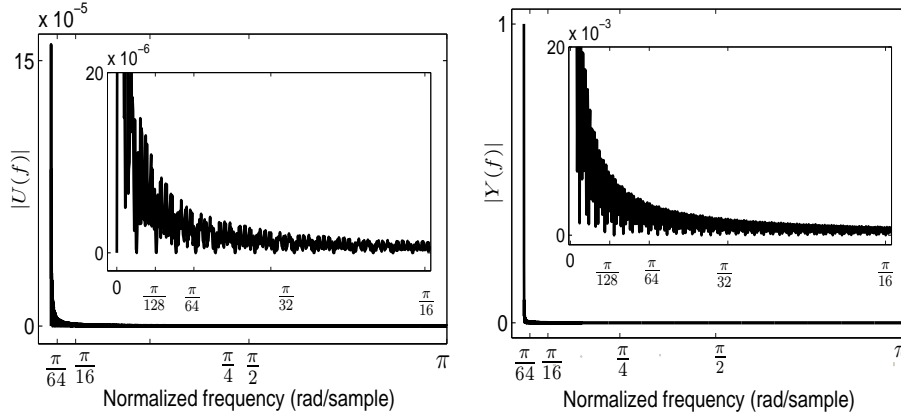 x 10⁻⁵
15
0
|U(f)|
x 10⁻⁶
20
0
0 π/128 π/64 π/32 π/16
π/64 π/16 π/4 π/2 π
Normalized frequency (rad/sample)
1
0
|Y(f)|
x 10⁻³
20
0
0 π/128 π/64 π/32 π/16
π/64 π/16 π/4 π/2 π
Normalized frequency (rad/sample)